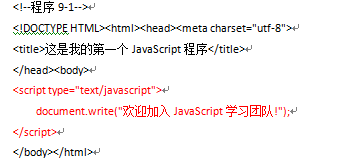 <!--程序 9-1-->
<!DOCTYPE HTML><html><head><meta charset="utf-8">
<title>这是我的第一个 JavaScript 程序</title>
</head><body>
<script type="text/javascript">
document.write("欢迎加入 JavaScript 学习团队!");
</script>
</body></html>